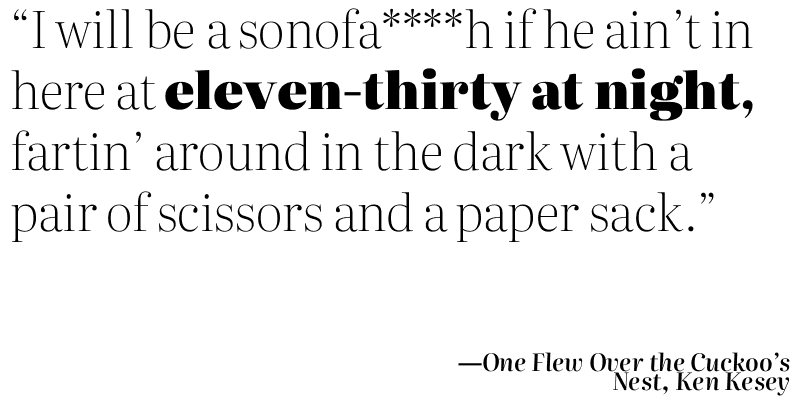 “I will be a sonofa****h if he ain’t in
here at eleven-thirty at night,
fartin’ around in the dark with a
pair of scissors and a paper sack.”
—One Flew Over the Cuckoo’s
Nest, Ken Kesey